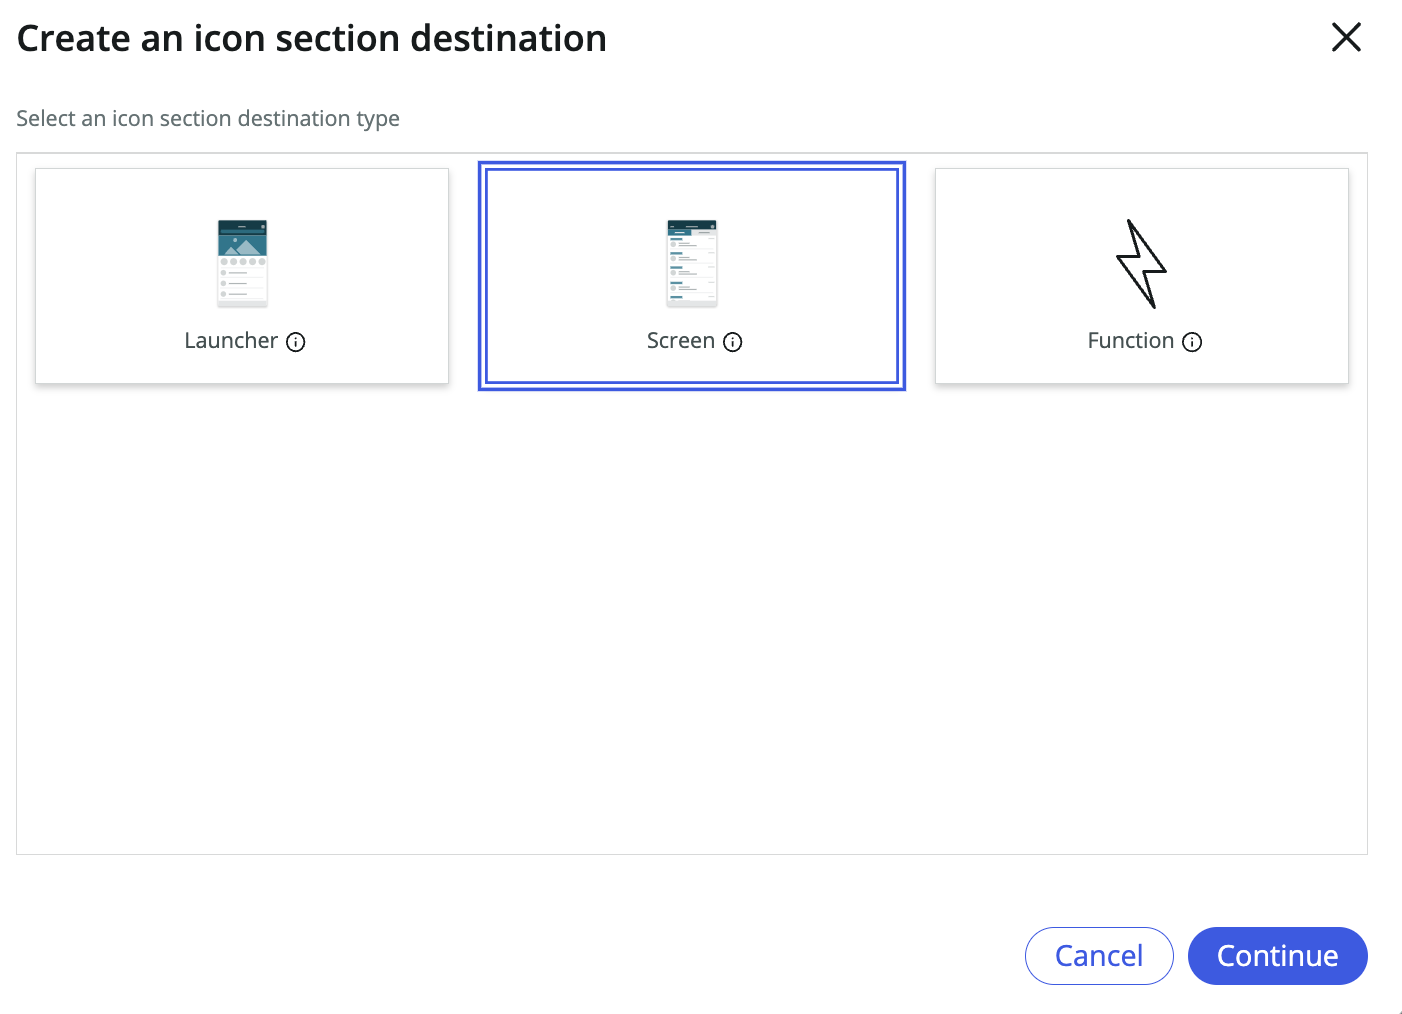 Create an icon section destination
Select an icon section destination type
Launcher
Screen
Function
Cancel
Continue